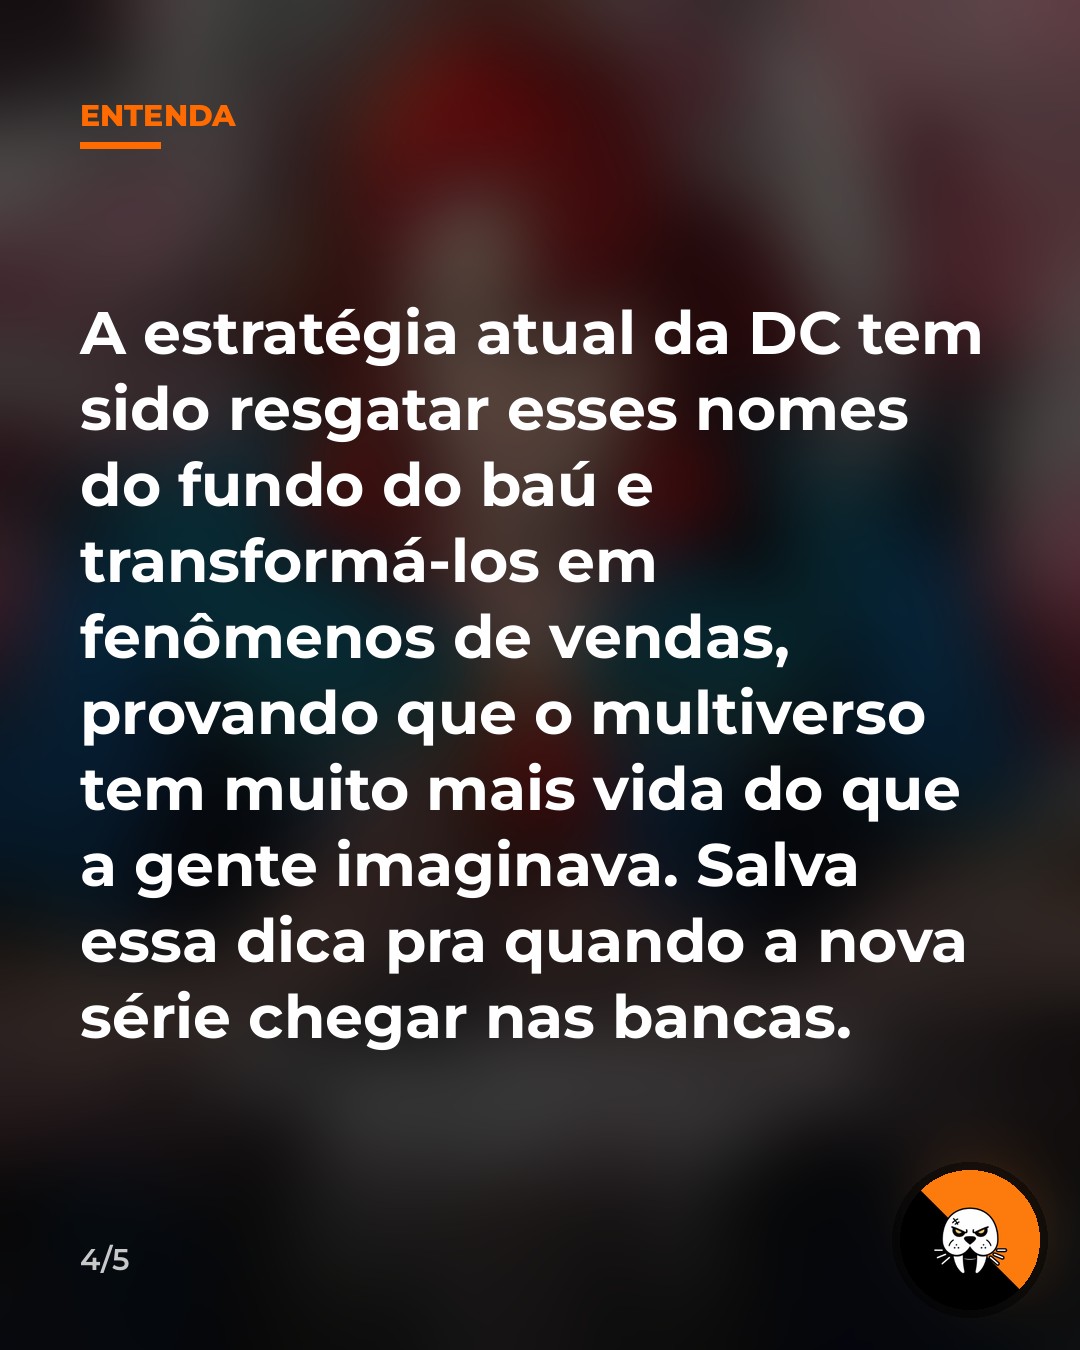 ENTENDA
A estratégia atual da DC tem
sido resgatar esses nomes
do fundo do baú e
transformá-los em
fenômenos de vendas,
provando que o multiverso
tem muito mais vida do que
a gente imaginava. Salva
essa dica pra quando a nova
série chegar nas bancas.
4/5